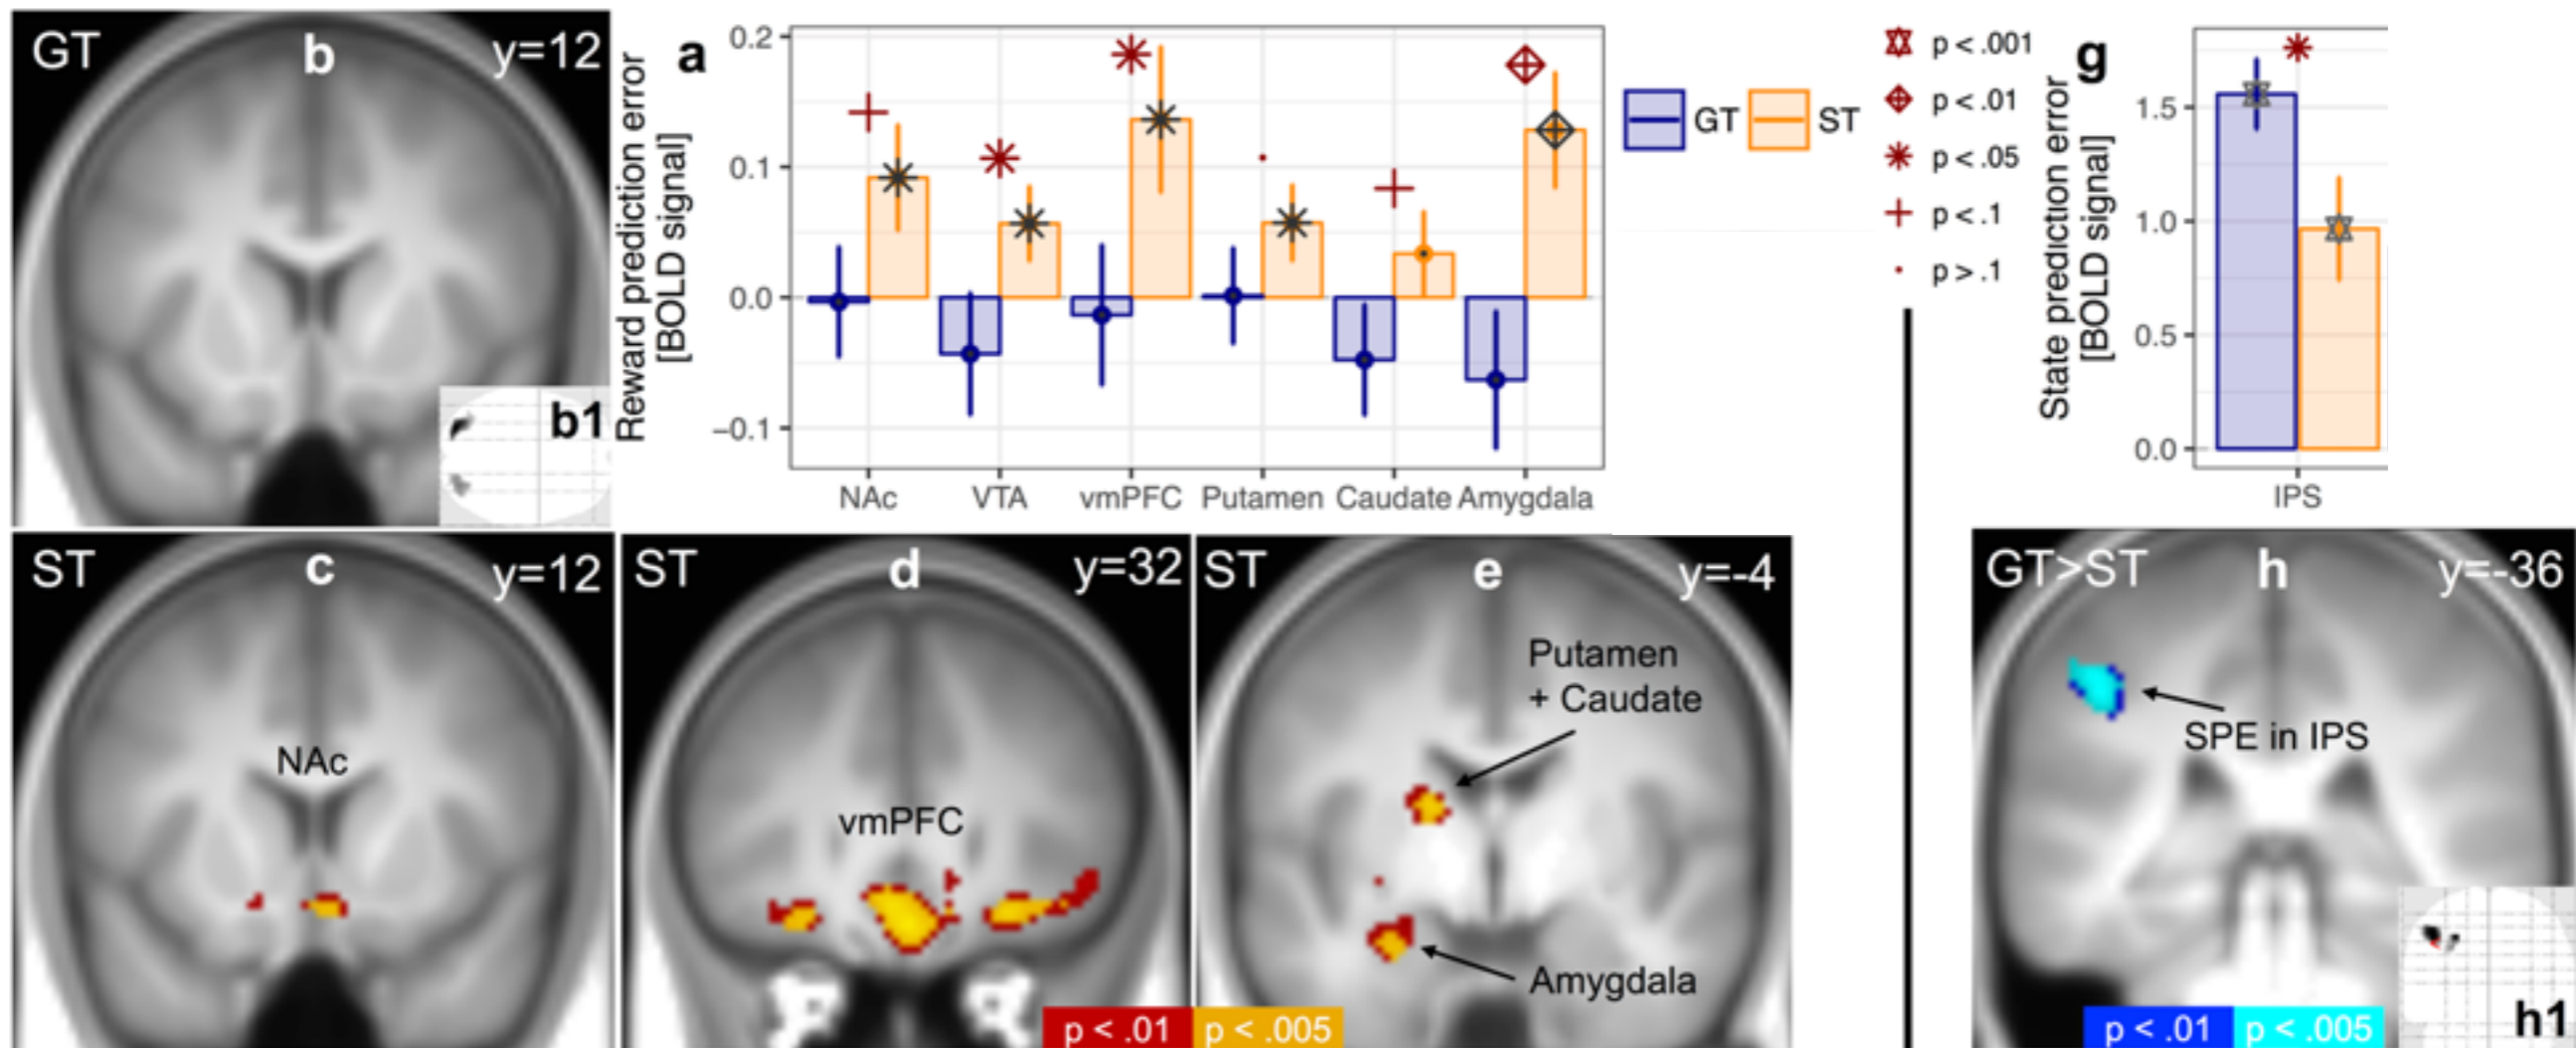 GT
b
y=12
b1
Reward prediction error
[BOLD signal]
a
0.2
0.1
0.0
−0.1
NAc
VTA
vmPFC
Putamen
Caudate
Amygdala
GT
ST
p < .001
p < .01
p < .05
p < .1
p > .1
State prediction error
[BOLD signal]
g
1.5
1.0
0.5
0.0
IPS
ST
c
y=12
NAc
ST
d
y=32
vmPFC
ST
e
y=-4
Putamen
+ Caudate
Amygdala
p < .01
p < .005
GT>ST
h
y=-36
SPE in IPS
p < .01
p < .005
h1